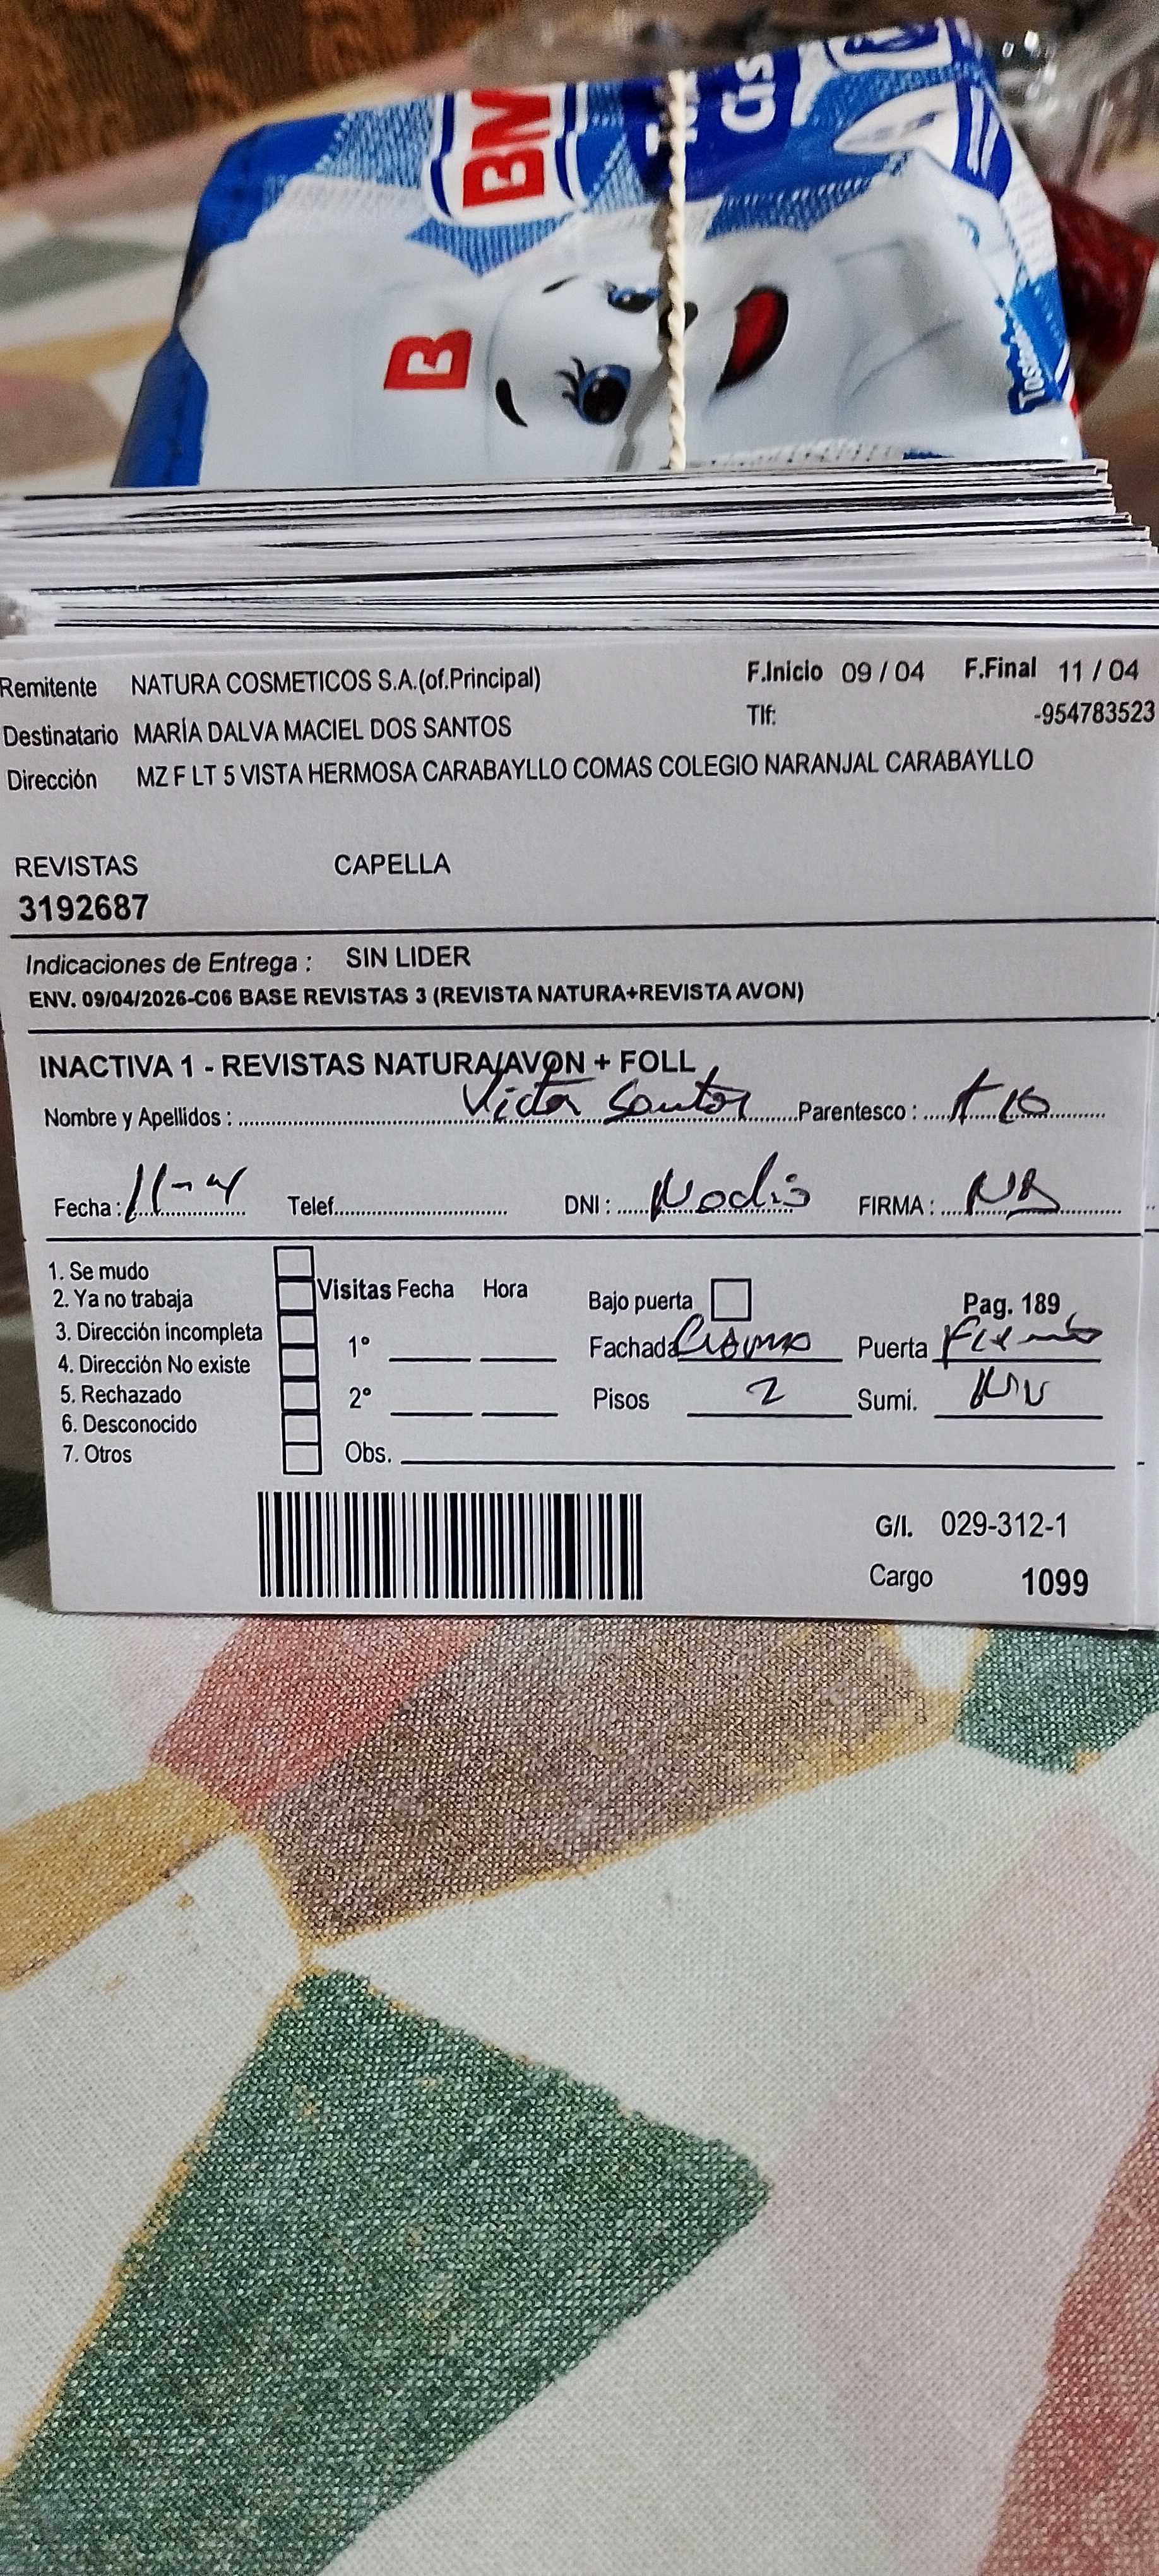 BM
B
Remitente NATURA COSMETICOS S.A.(of.Principal) F.Inicio 09 / 04 F.Final 11 / 04
Destinatario MARÍA DALVA MACIEL DOS SANTOS Tlf: -954783523
Dirección MZ F LT 5 VISTA HERMOSA CARABAYLLO COMAS COLEGIO NARANJAL CARABAYLLO
REVISTAS CAPELLA
3192687
Indicaciones de Entrega : SIN LIDER
ENV. 09/04/2026-C06 BASE REVISTAS 3 (REVISTA NATURA+REVISTA AVON)
INACTIVA 1 - REVISTAS NATURA/AVON + FOLL
Nombre y Apellidos : Victor Santos Parentesco :
Fecha : 11-4 Telef. DNI : FIRMA :
1. Se mudo
2. Ya no trabaja Visitas Fecha Hora Bajo puerta Pag. 189
3. Dirección incompleta 1° Fachada Puerta
4. Dirección No existe
5. Rechazado 2° Pisos 2 Sumi.
6. Desconocido
7. Otros Obs.
G/I. 029-312-1
Cargo 1099